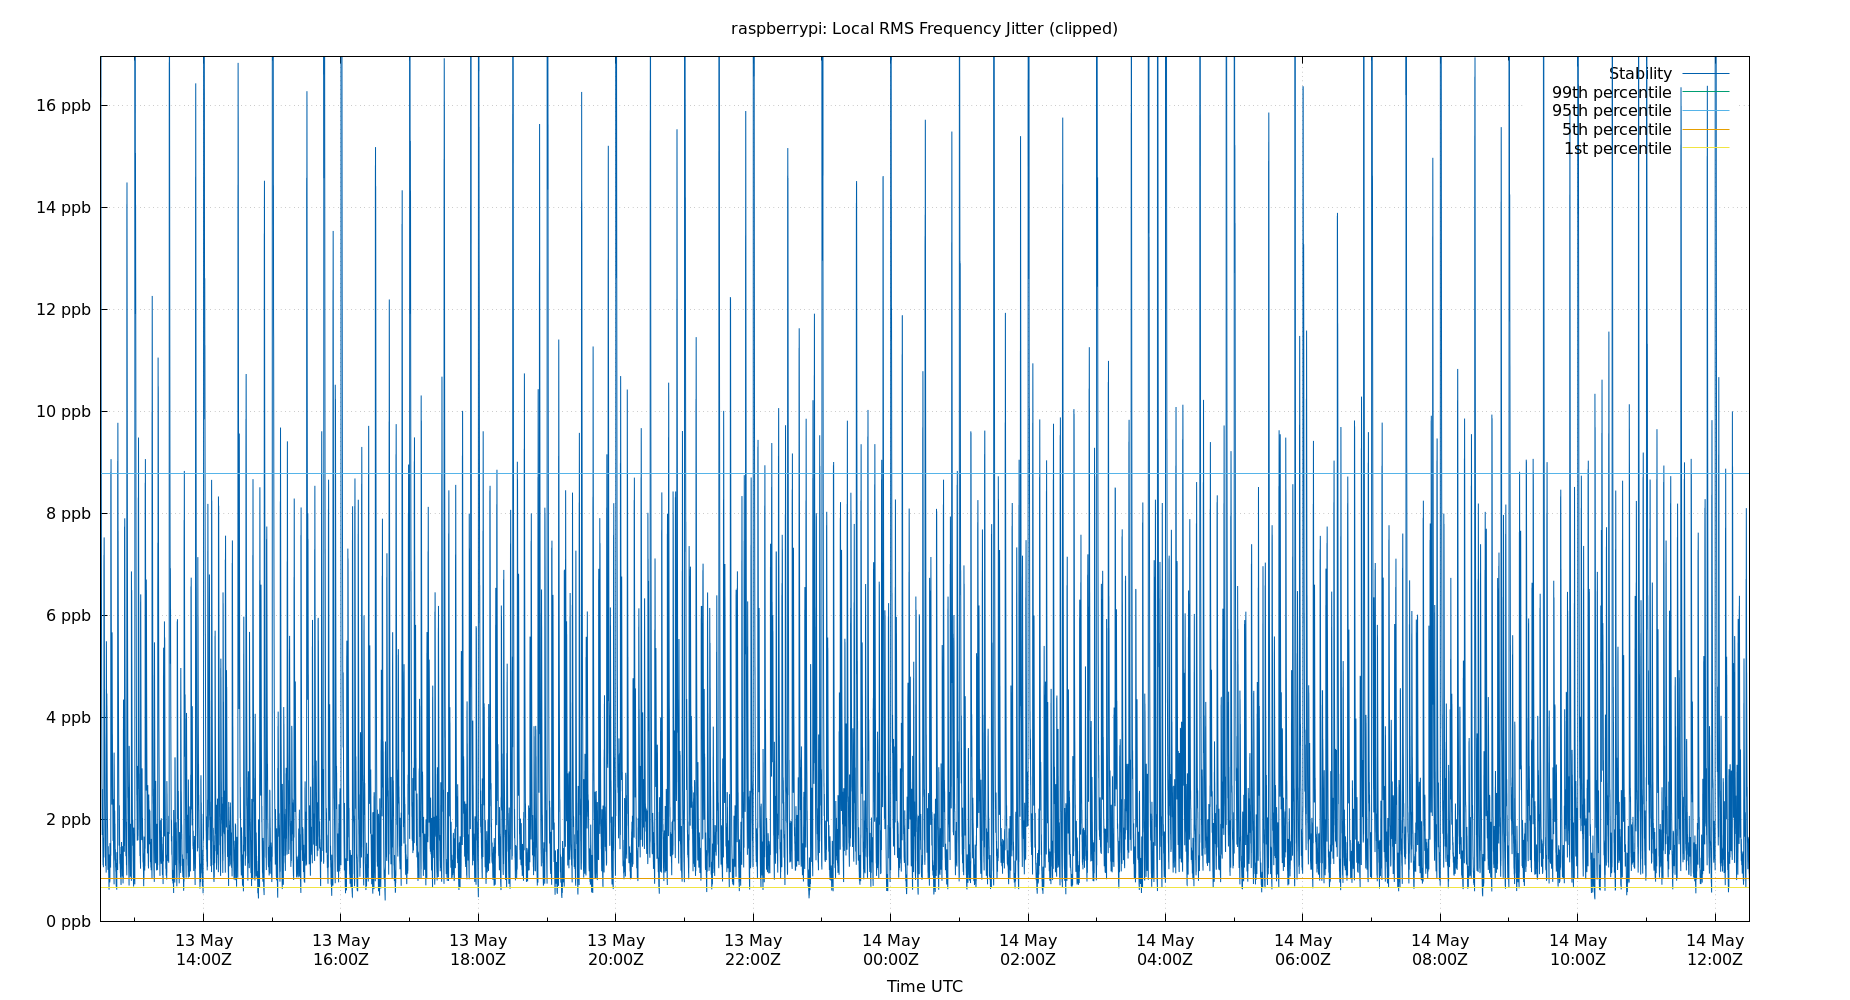 raspberrypi: Local RMS Frequency Jitter (clipped)
Stability
99th percentile
95th percentile
5th percentile
1st percentile
16 ppb
14 ppb
12 ppb
10 ppb
8 ppb
6 ppb
4 ppb
2 ppb
0 ppb
13 May 13 May 13 May 13 May 13 May 14 May 14 May 14 May 14 May 14 May 14 May 14 May
14:00Z 16:00Z 18:00Z 20:00Z 22:00Z 00:00Z 02:00Z 04:00Z 06:00Z 08:00Z 10:00Z 12:00Z
Time UTC